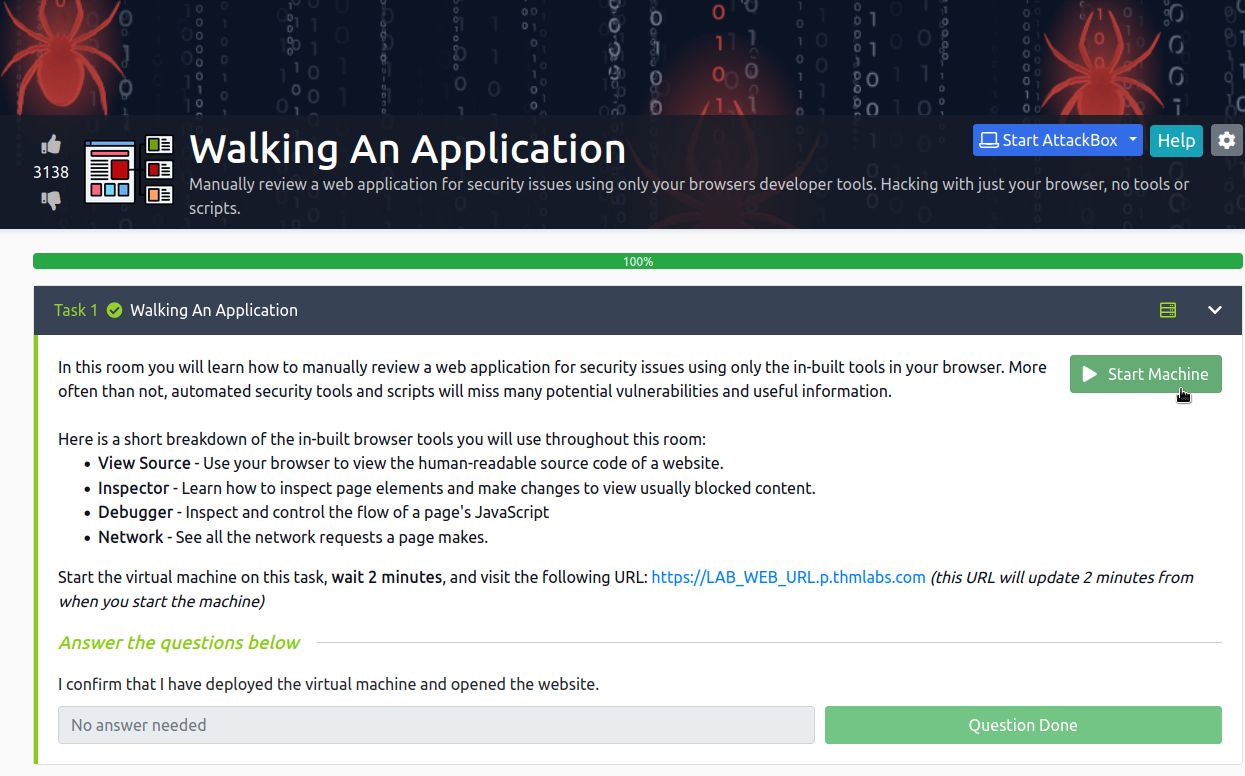 Walking An Application
Start AttackBox
Help
3138
Manually review a web application for security issues using only your browsers developer tools. Hacking with just your browser, no tools or
scripts.
100%
Task 1 Walking An Application
In this room you will learn how to manually review a web application for security issues using only the in-built tools in your browser. More
often than not, automated security tools and scripts will miss many potential vulnerabilities and useful information.
Start Machine
Here is a short breakdown of the in-built browser tools you will use throughout this room:
• View Source - Use your browser to view the human-readable source code of a website.
• Inspector - Learn how to inspect page elements and make changes to view usually blocked content.
• Debugger - Inspect and control the flow of a page's JavaScript
• Network - See all the network requests a page makes.
Start the virtual machine on this task, wait 2 minutes, and visit the following URL: https://LAB_WEB_URL.p.thmlabs.com (this URL will update 2 minutes from
when you start the machine)
Answer the questions below
I confirm that I have deployed the virtual machine and opened the website.
No answer needed
Question Done